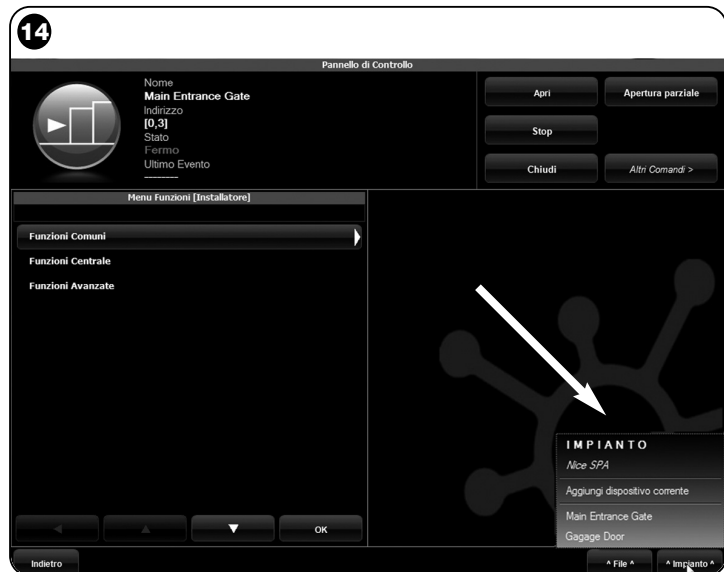 14
Pannello di Controllo
Nome
Main Entrance Gate
Indirizzo
[0,3]
Stato
Fermo
Ultimo Evento
--------
Apri
Apertura parziale
Stop
Chiudi
Altri Comandi >
Menu Funzioni [Installatore]
Funzioni Comuni
Funzioni Centrale
Funzioni Avanzate
OK
IMPIANTO
Nice SPA
Aggiungi dispositivo corrente
Main Entrance Gate
Gagage Door
Indietro
^ File ^
^ Impianto ^